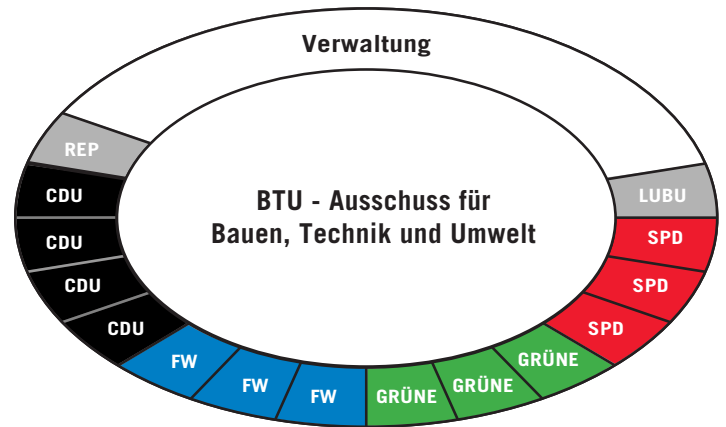 Verwaltung
REP
CDU
CDU
CDU
CDU
FW
FW
FW
GRÜNE
GRÜNE
GRÜNE
SPD
SPD
SPD
LUBU
BTU - Ausschuss für
Bauen, Technik und Umwelt